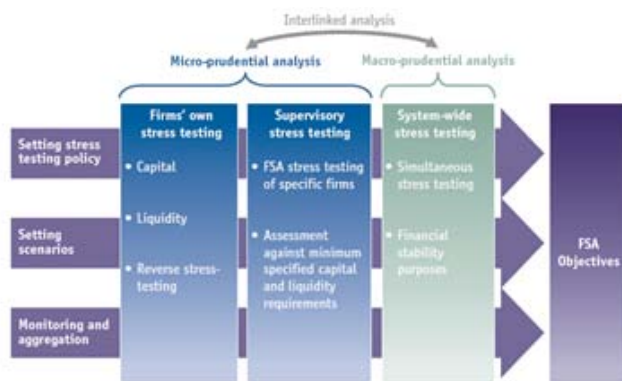 Interlinked analysis
Micro-prudential analysis
Macro-prudential analysis
Firms' own
stress testing
• Capital
• Liquidity
• Reverse stress-
testing
Supervisory
stress testing
• FSA stress testing
of specific firms
• Assessment
against minimum
specified capital
and liquidity
requirements
System-wide
stress testing
• Simultaneous
stress testing
• Financial
stability
purposes
Setting stress
testing policy
Setting
scenarios
Monitoring and
aggregation
FSA
Objectives